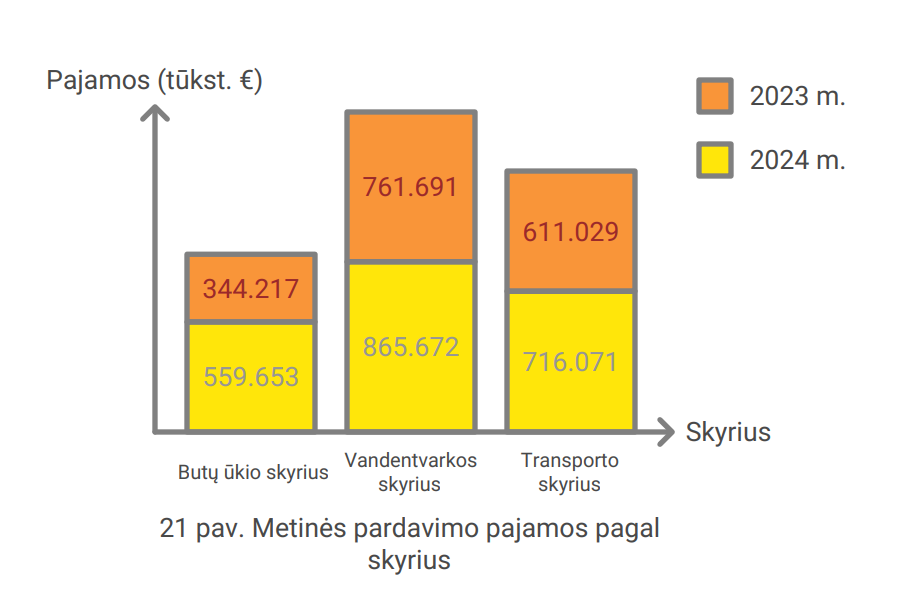 Pajamos (tūkst. €)
2023 m.
2024 m.
761.691
611.029
344.217
865.672
716.071
559.653
Skyrius
Butų ūkio skyrius
Vandentvarkos
skyrius
Transporto
skyrius
21 pav. Metinės pardavimo pajamos pagal
skyrius